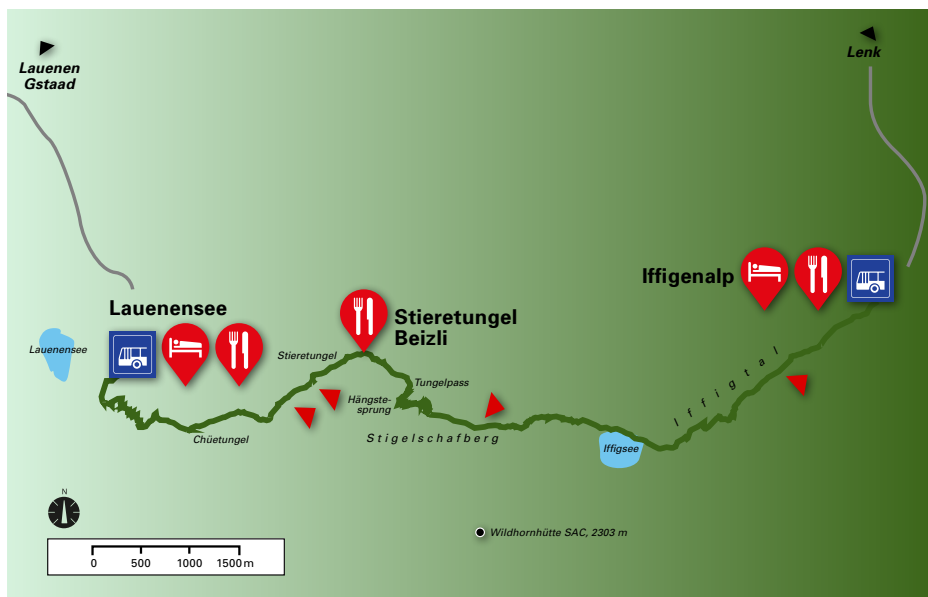 Lauenen
Gstaad
Lenk
Iffigenalp
Lauenensee
Stieretungel
Beizli
Lauenensee
Stieretungel
Tungelpass
Hängste-
sprung
Iffigtal
Chüetungel
Stigelschafberg
Iffigsee
N
Wildhornhütte SAC, 2303 m
0 500 1000 1500 m